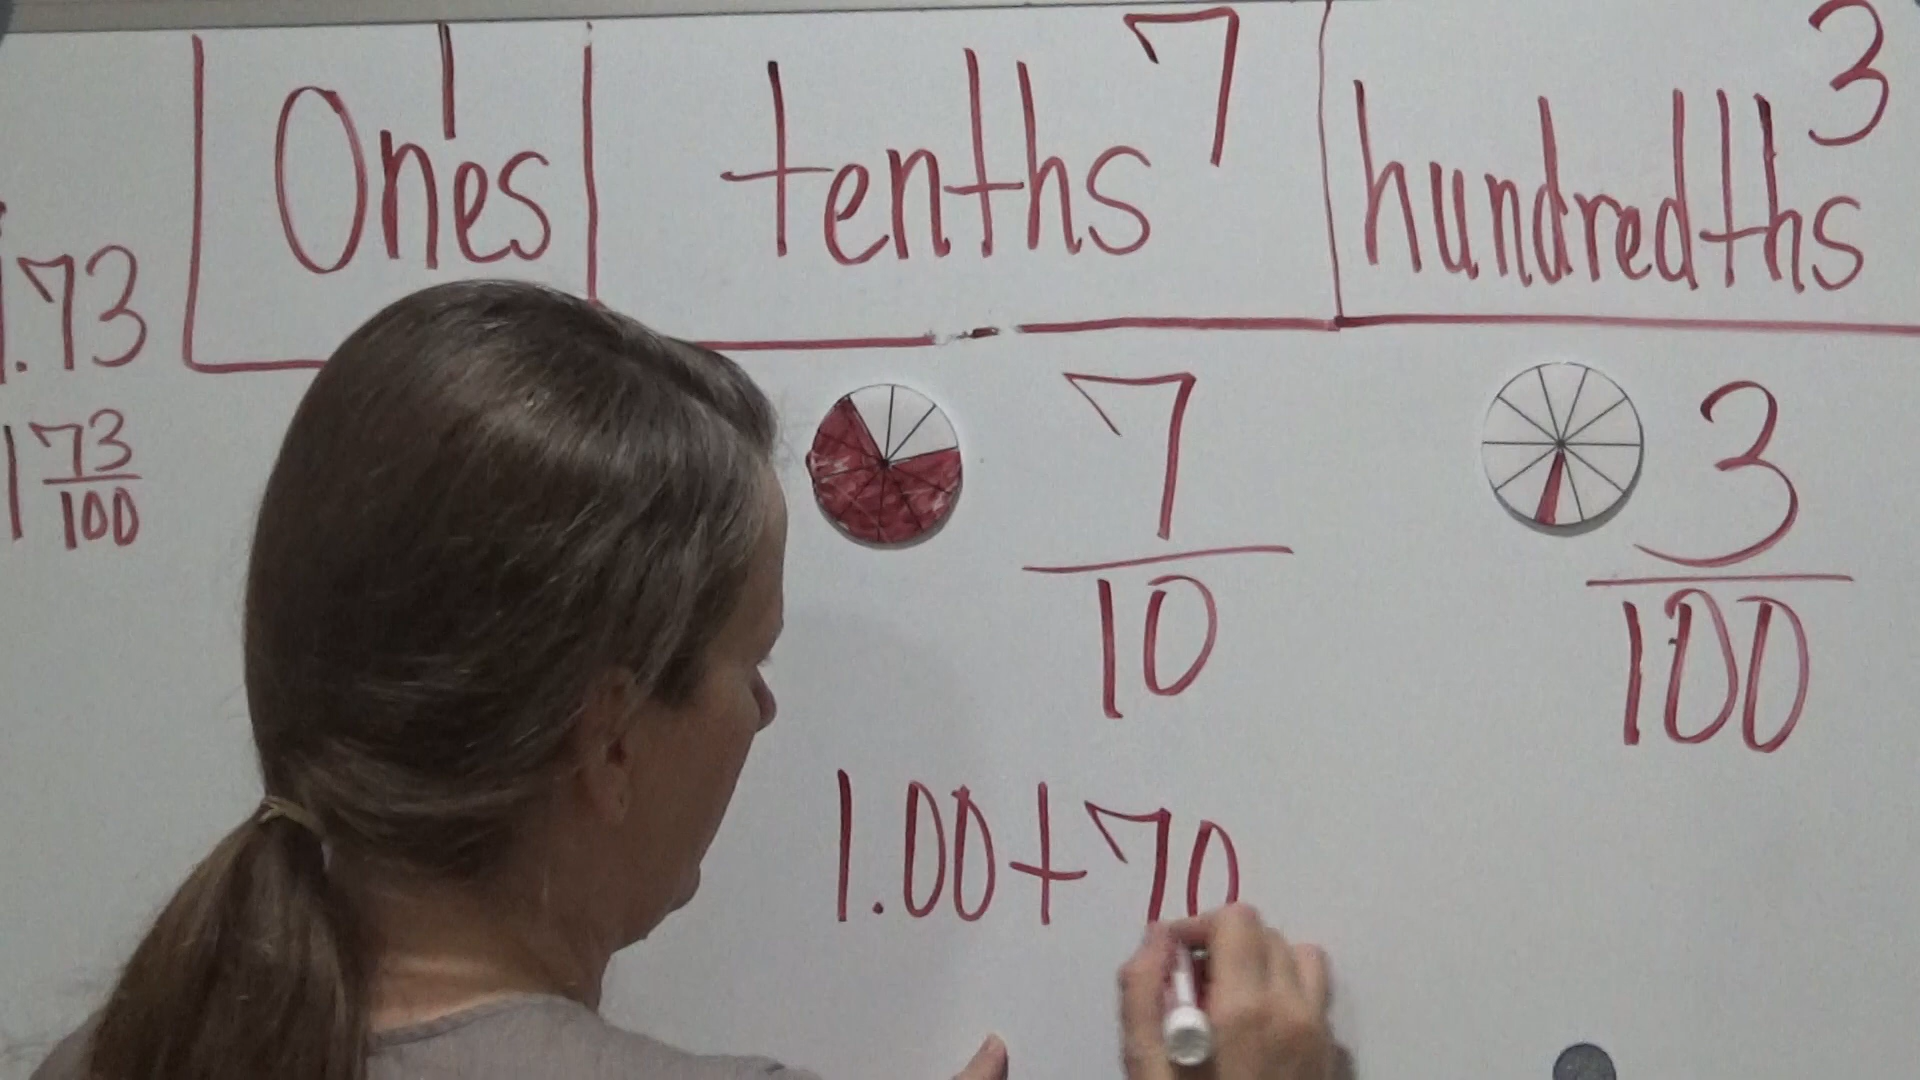 1 7 3
Ones tenths hundredths
1.73
1 73/100
7/10 3/100
1.00+70